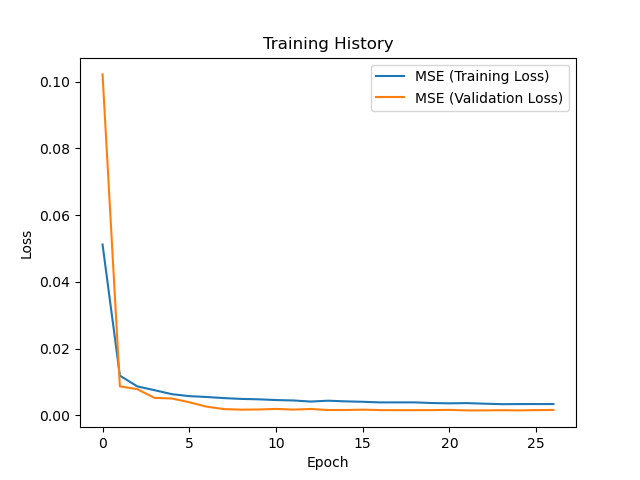 Training History
MSE (Training Loss)
MSE (Validation Loss)
0.10
0.08
0.06
0.04
0.02
0.00
Loss
0 5 10 15 20 25
Epoch